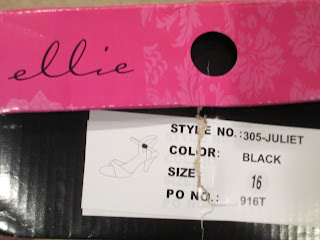 ellie
STYLE NO.:305-JULIET
COLOR: BLACK
SIZE 16
PO NO.: 916T